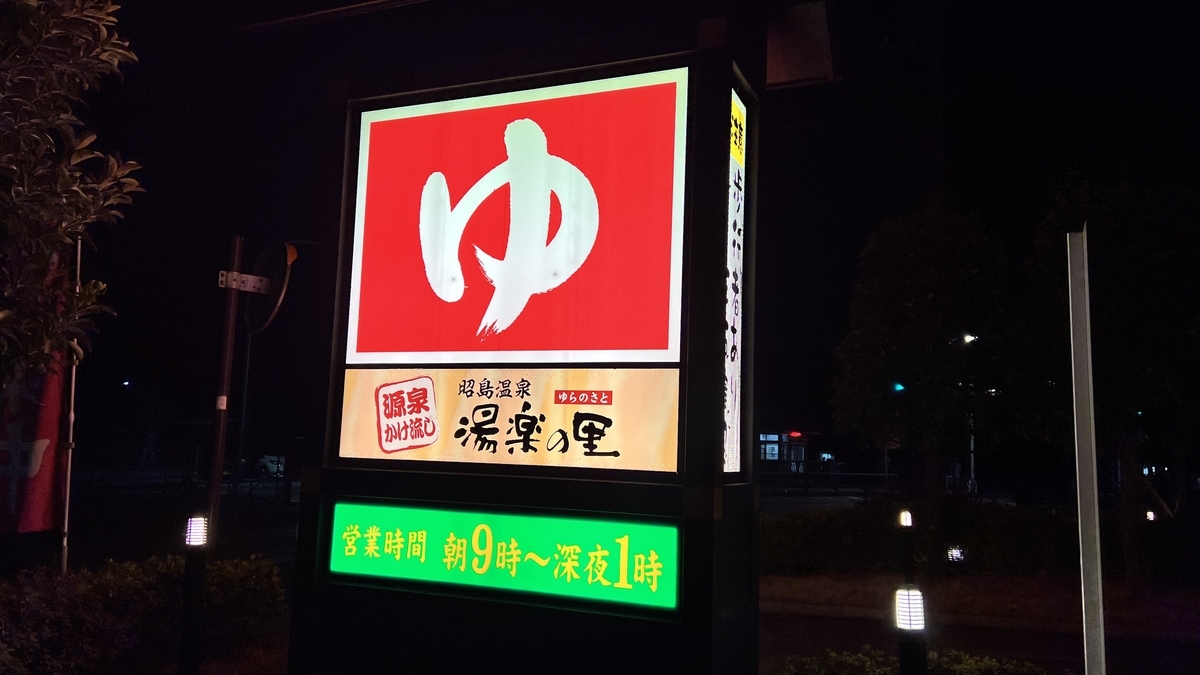 ゆ
源泉
かけ流し
昭島温泉
ゆらのさと
湯楽の里
営業時間 朝9時～深夜1時